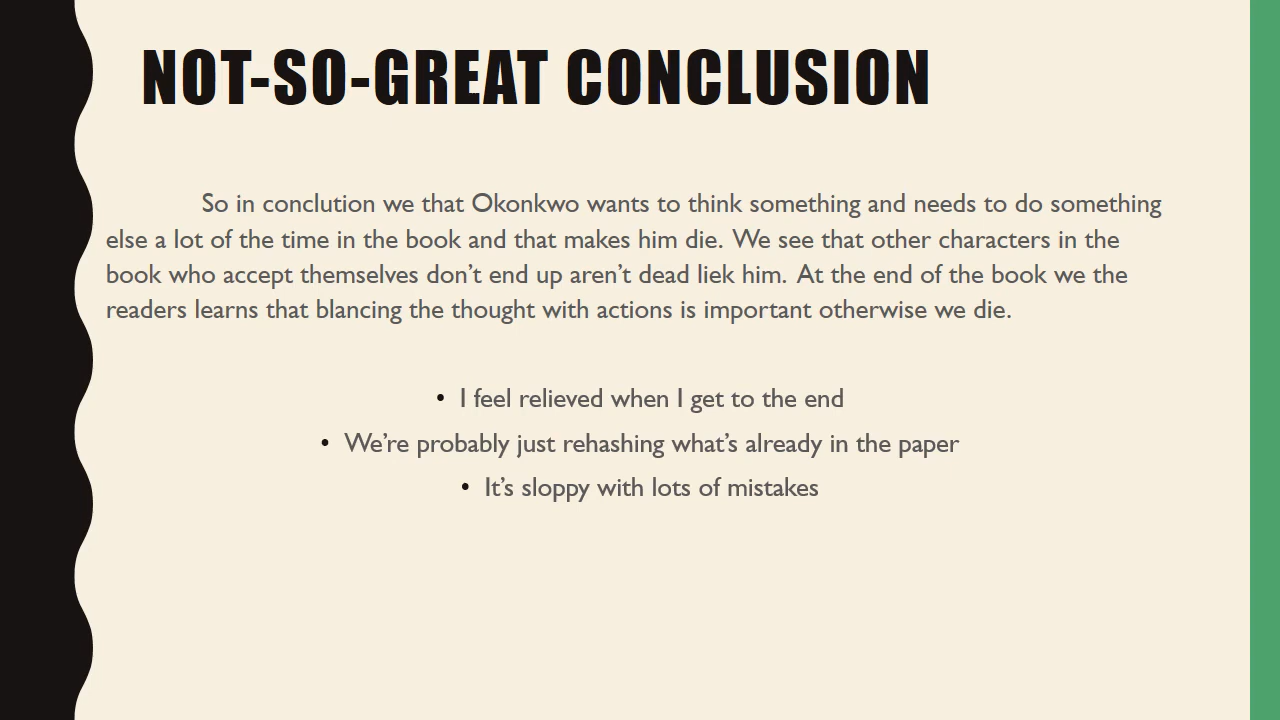 NOT-SO-GREAT CONCLUSION
So in conclution we that Okonkwo wants to think something and needs to do something
else a lot of the time in the book and that makes him die. We see that other characters in the
book who accept themselves don’t end up aren’t dead liek him. At the end of the book we the
readers learns that blancing the thought with actions is important otherwise we die.
• I feel relieved when I get to the end
• We’re probably just rehashing what’s already in the paper
• It’s sloppy with lots of mistakes